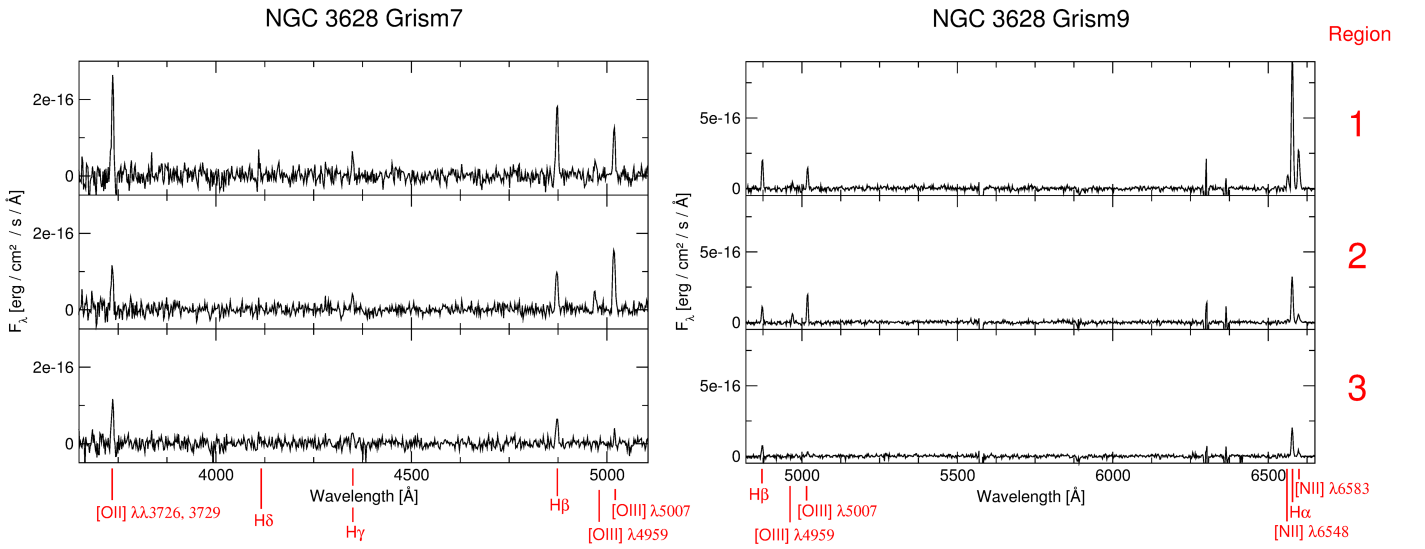 NGC 3628 Grism7
NGC 3628 Grism9
Region
2e-16
0
2e-16
0
2e-16
0
F_λ [erg / cm² / s / Å]
4000
4500
5000
Wavelength [Å]
[OII] λλ3726, 3729
Hδ
Hγ
Hβ
[OIII] λ5007
[OIII] λ4959
5e-16
0
5e-16
0
5e-16
0
F_λ [erg / cm² / s / Å]
5000
5500
6000
6500
Wavelength [Å]
Hβ
[OIII] λ5007
[OIII] λ4959
[NII] λ6583
Hα
[NII] λ6548
1
2
3